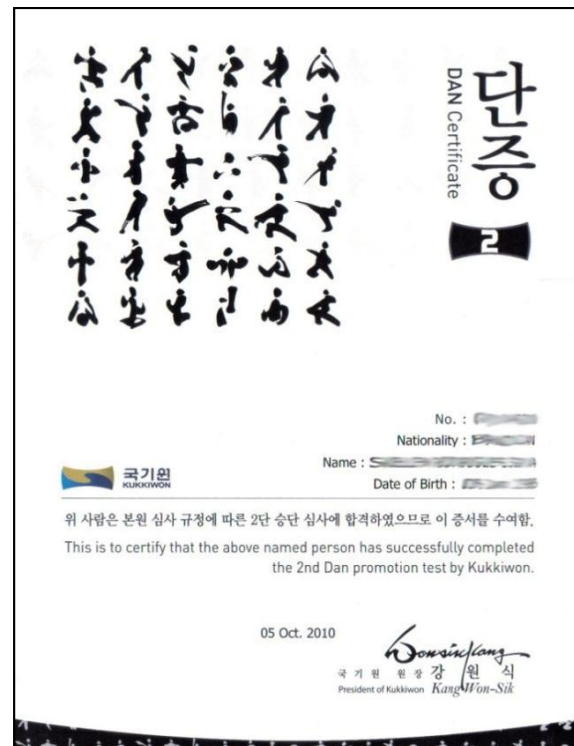 단증
DAN Certificate
2
No. :
Nationality :
Name :
Date of Birth :
국기원
KUKKIWON
위 사람은 본원 심사 규정에 따른 2단 승단 심사에 합격하였으므로 이 증서를 수여함.
This is to certify that the above named person has successfully completed
the 2nd Dan promotion test by Kukkiwon.
05 Oct. 2010
Wonsik Kang
국 기 원 원 장 강 원 식
President of Kukkiwon Kang Won-Sik